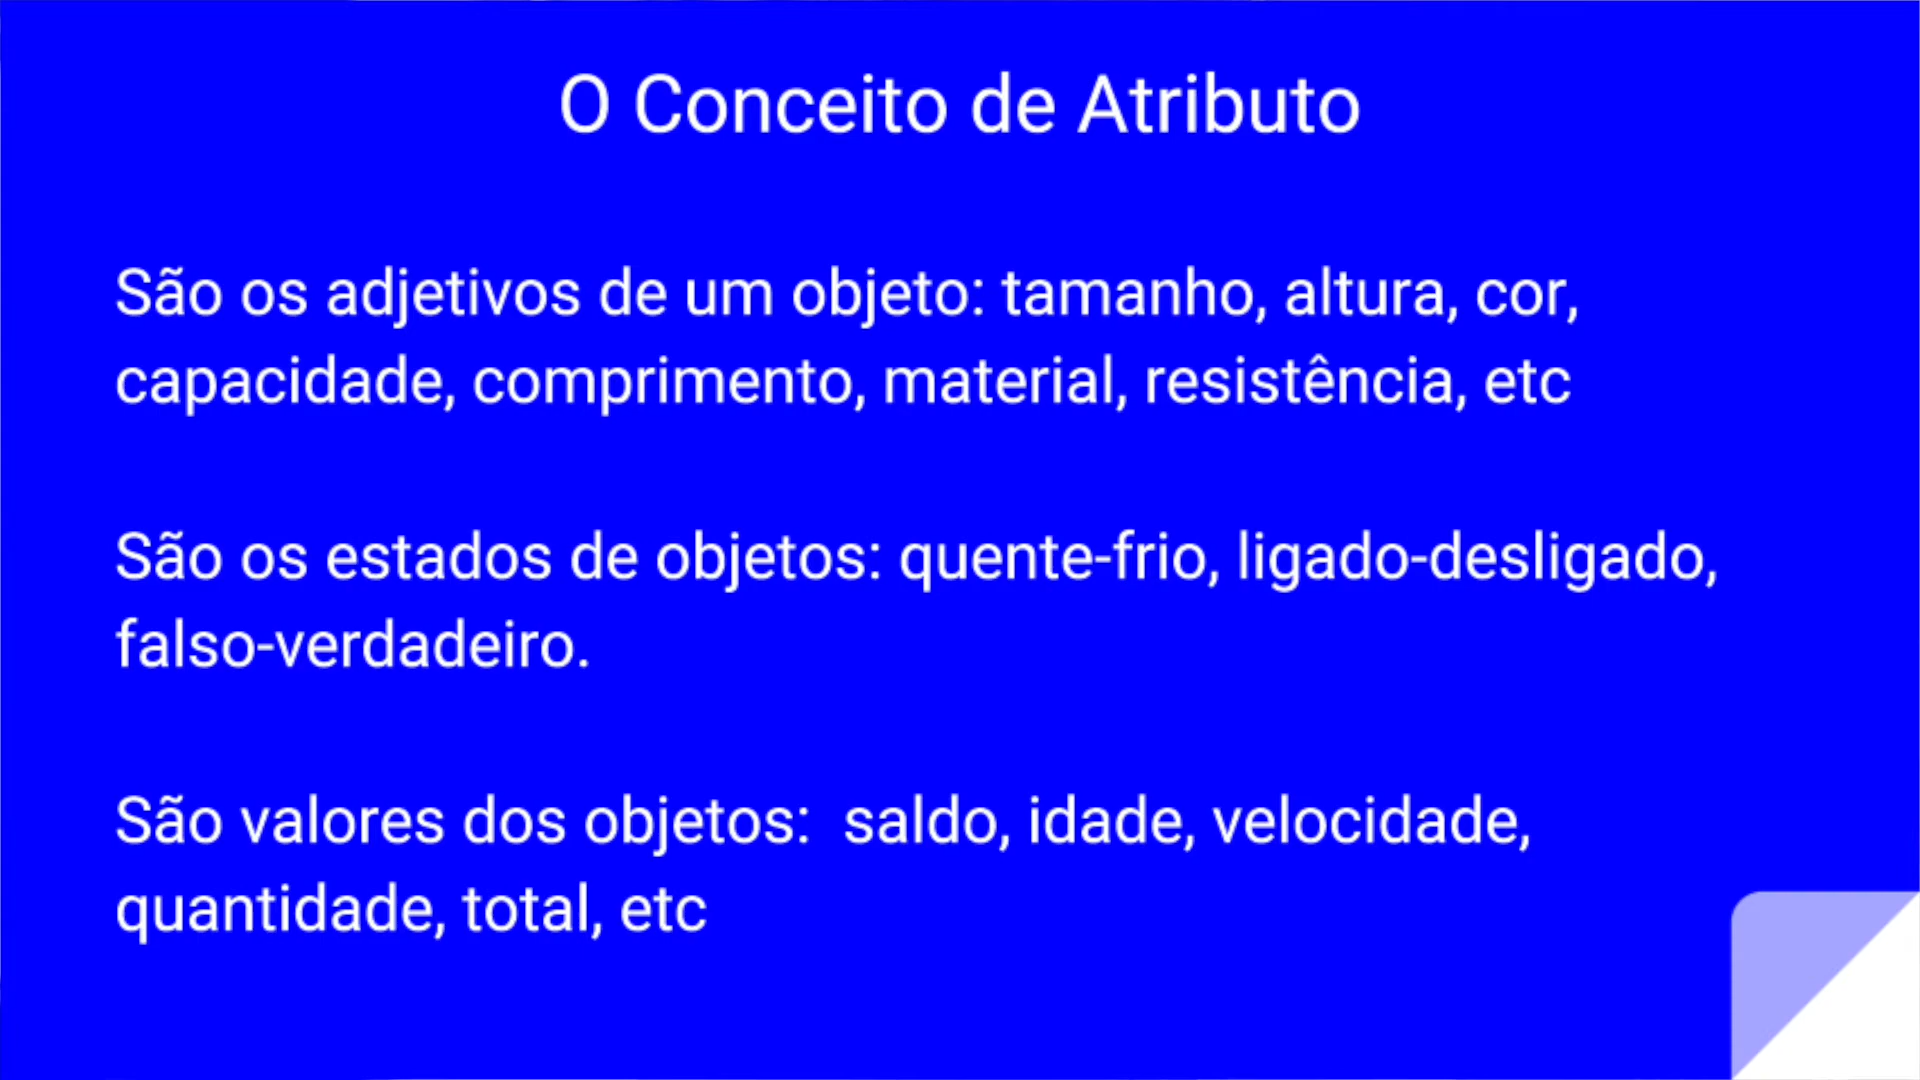 O Conceito de Atributo
São os adjetivos de um objeto: tamanho, altura, cor,
capacidade, comprimento, material, resistência, etc
São os estados de objetos: quente-frio, ligado-desligado,
falso-verdadeiro.
São valores dos objetos:  saldo, idade, velocidade,
quantidade, total, etc